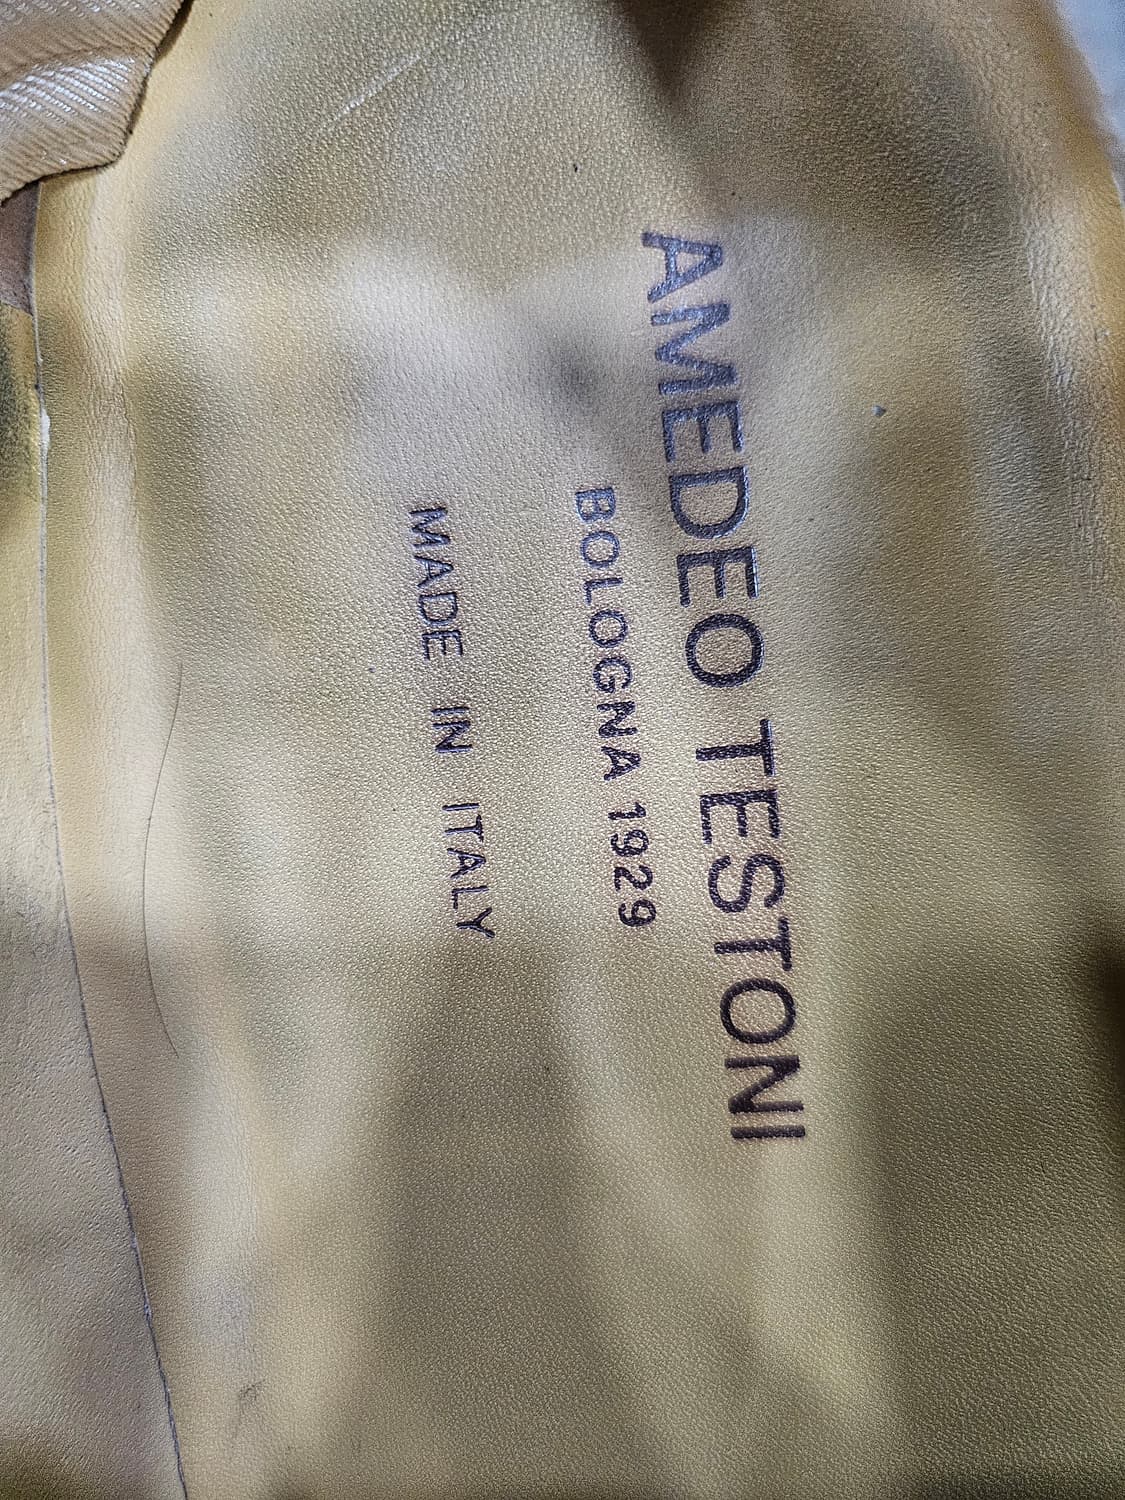 AMEDEO TESTONI
BOLOGNA 1929
MADE IN ITALY